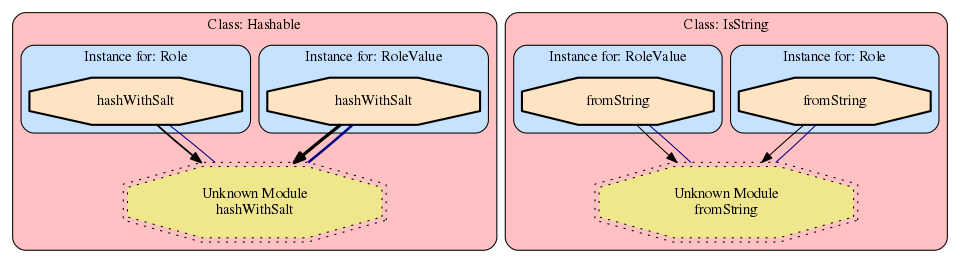 Class: Hashable
Instance for: Role
hashWithSalt
Instance for: RoleValue
hashWithSalt
Unknown Module
hashWithSalt
Class: IsString
Instance for: RoleValue
fromString
Instance for: Role
fromString
Unknown Module
fromString